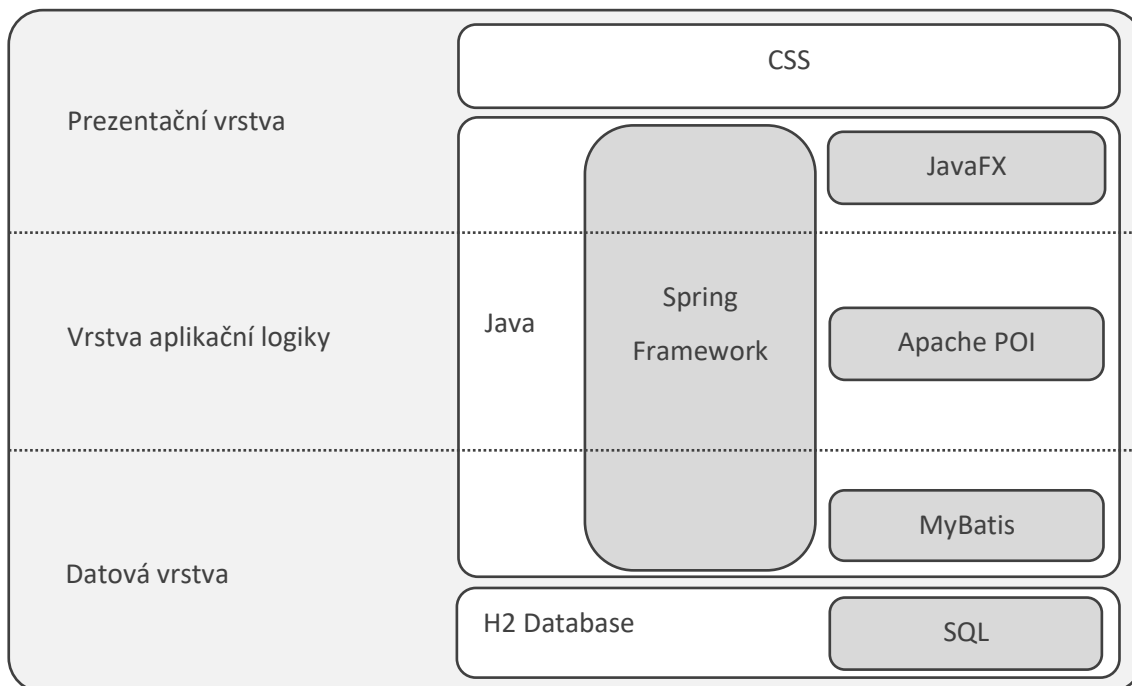 CSS
Prezentační vrstva
JavaFX
Spring
Framework
Java
Vrstva aplikační logiky
Apache POI
MyBatis
Datová vrstva
H2 Database
SQL